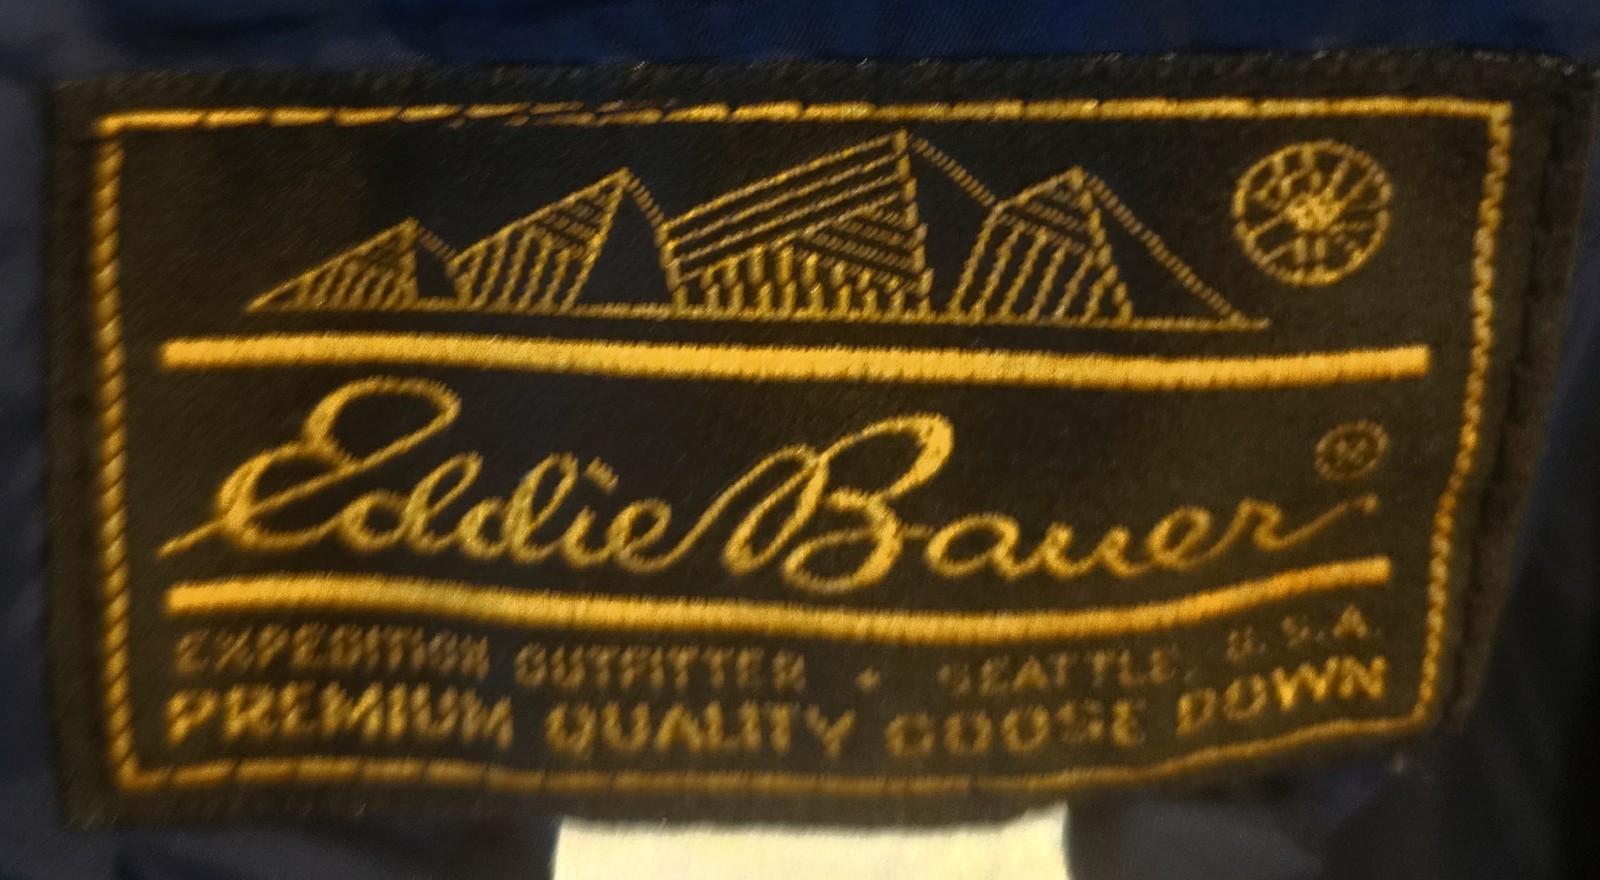 Eddie Bauer ®
EXPEDITION OUTFITTER • SEATTLE, U.S.A.
PREMIUM QUALITY GOOSE DOWN